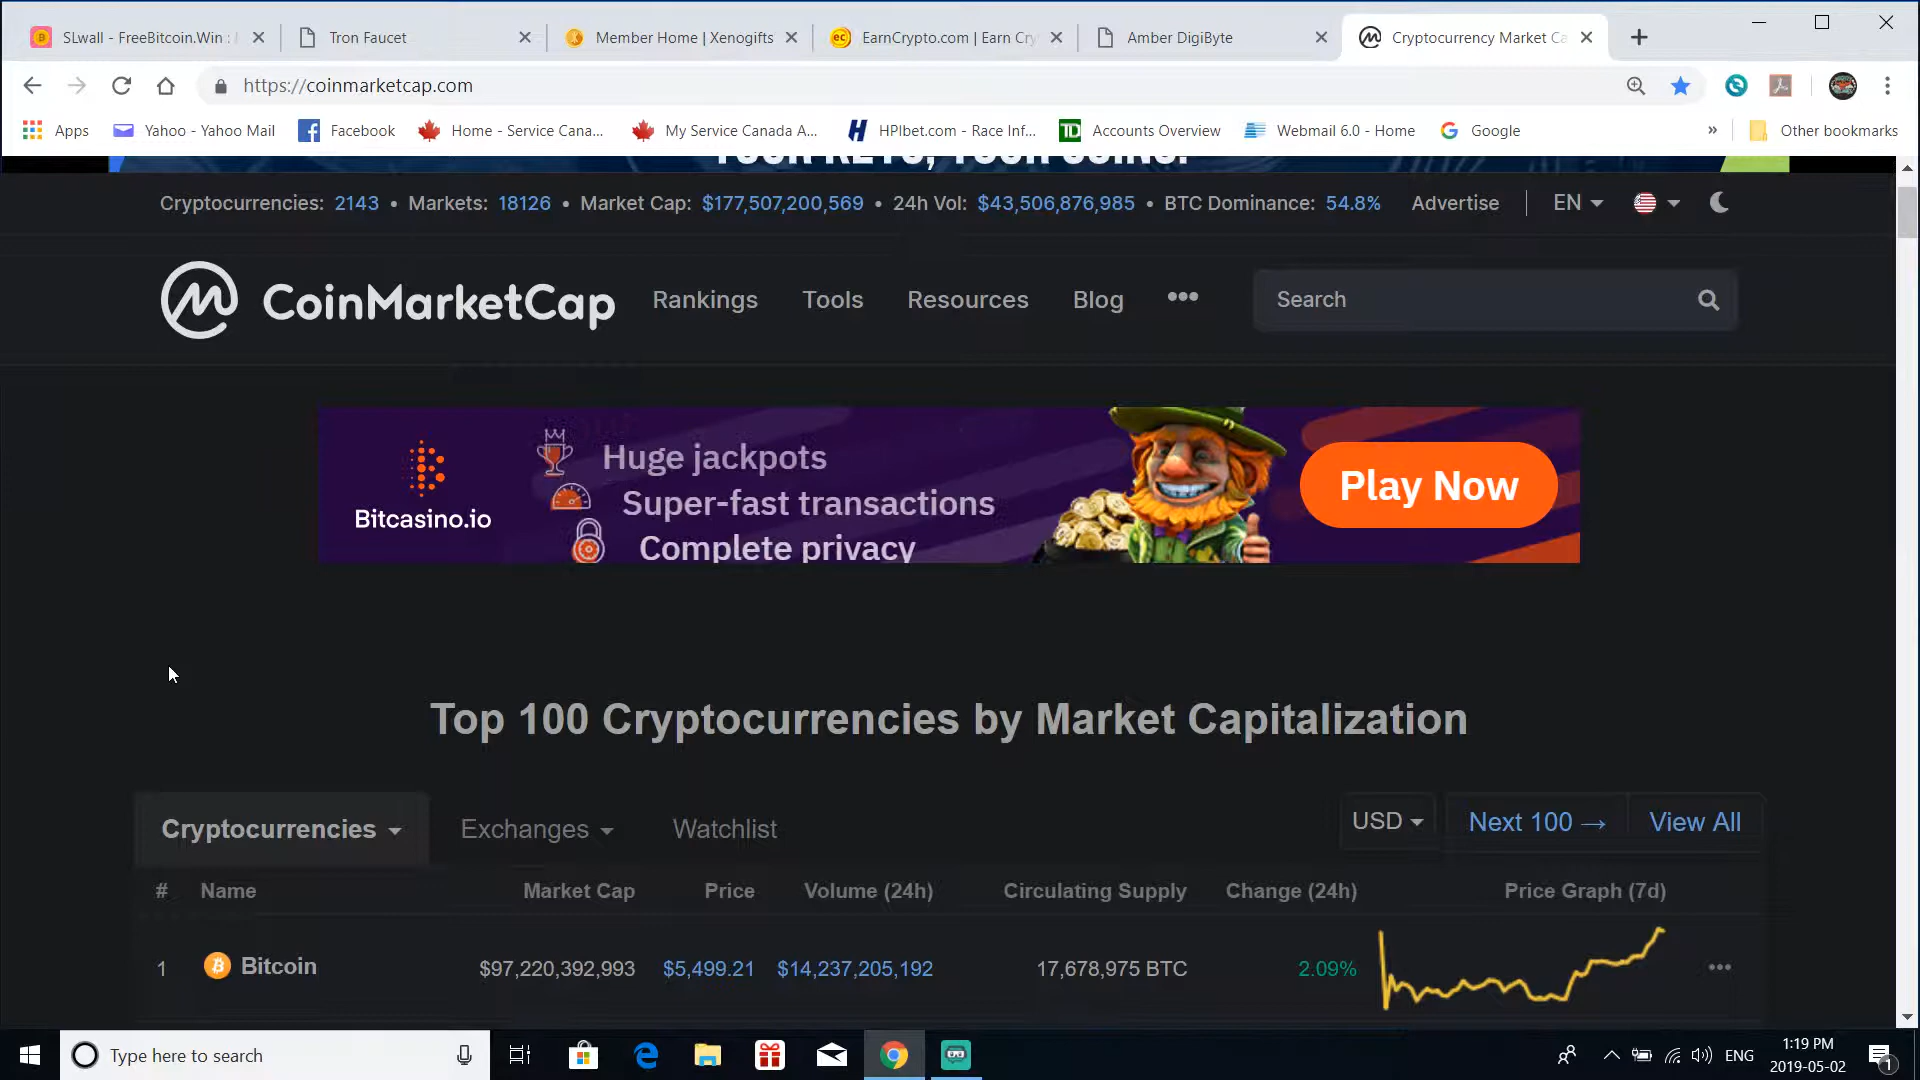 SLwall - FreeBitcoin.Win :
Tron Faucet
Member Home | Xenogifts
EarnCrypto.com | Earn Cry
Amber DigiByte
Cryptocurrency Market Ca
https://coinmarketcap.com
Apps
Yahoo - Yahoo Mail
Facebook
Home - Service Cana...
My Service Canada A...
HPIbet.com - Race Inf...
TD
Accounts Overview
Webmail 6.0 - Home
Google
»
Other bookmarks
YOUR KEYS, YOUR COINS.
Cryptocurrencies: 2143 • Markets: 18126 • Market Cap: $177,507,200,569 • 24h Vol: $43,506,876,985 • BTC Dominance: 54.8% Advertise EN
CoinMarketCap
Rankings Tools Resources Blog •••
Search
Bitcasino.io
Huge jackpots
Super-fast transactions
Complete privacy
Play Now
Top 100 Cryptocurrencies by Market Capitalization
Cryptocurrencies Exchanges Watchlist USD Next 100 → View All
# Name Market Cap Price Volume (24h) Circulating Supply Change (24h) Price Graph (7d)
1 Bitcoin $97,220,392,993 $5,499.21 $14,237,205,192 17,678,975 BTC 2.09% •••
Type here to search
ENG
1:19 PM
2019-05-02
1